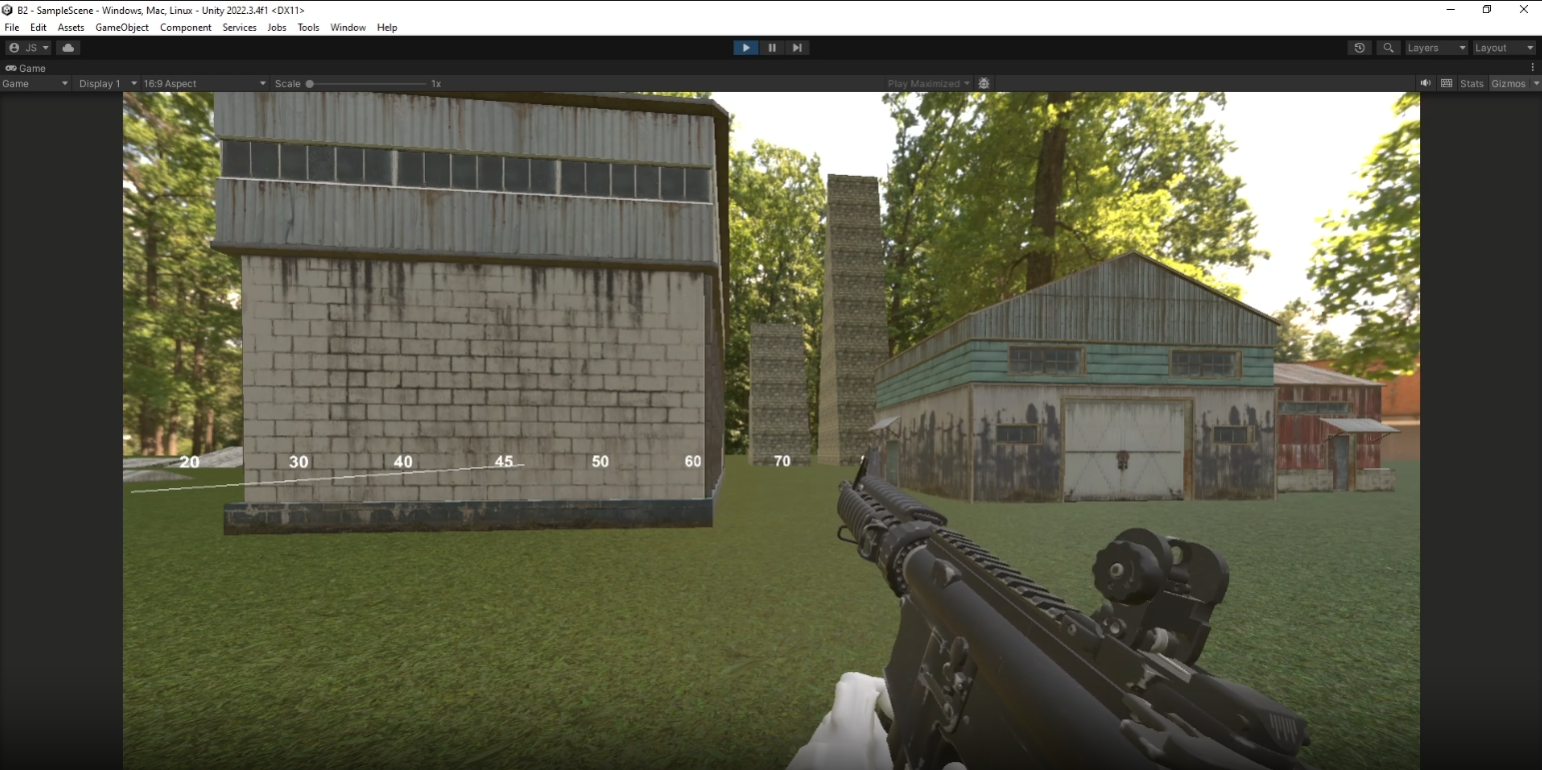 B2 - SampleScene - Windows, Mac, Linux - Unity 2022.3.4f1 <DX11>
File Edit Assets GameObject Component Services Jobs Tools Window Help
JS Layers Layout
Game
Game Display 1 16:9 Aspect Scale 1x Play Maximized Stats Gizmos
20 30 40 45 50 60 70